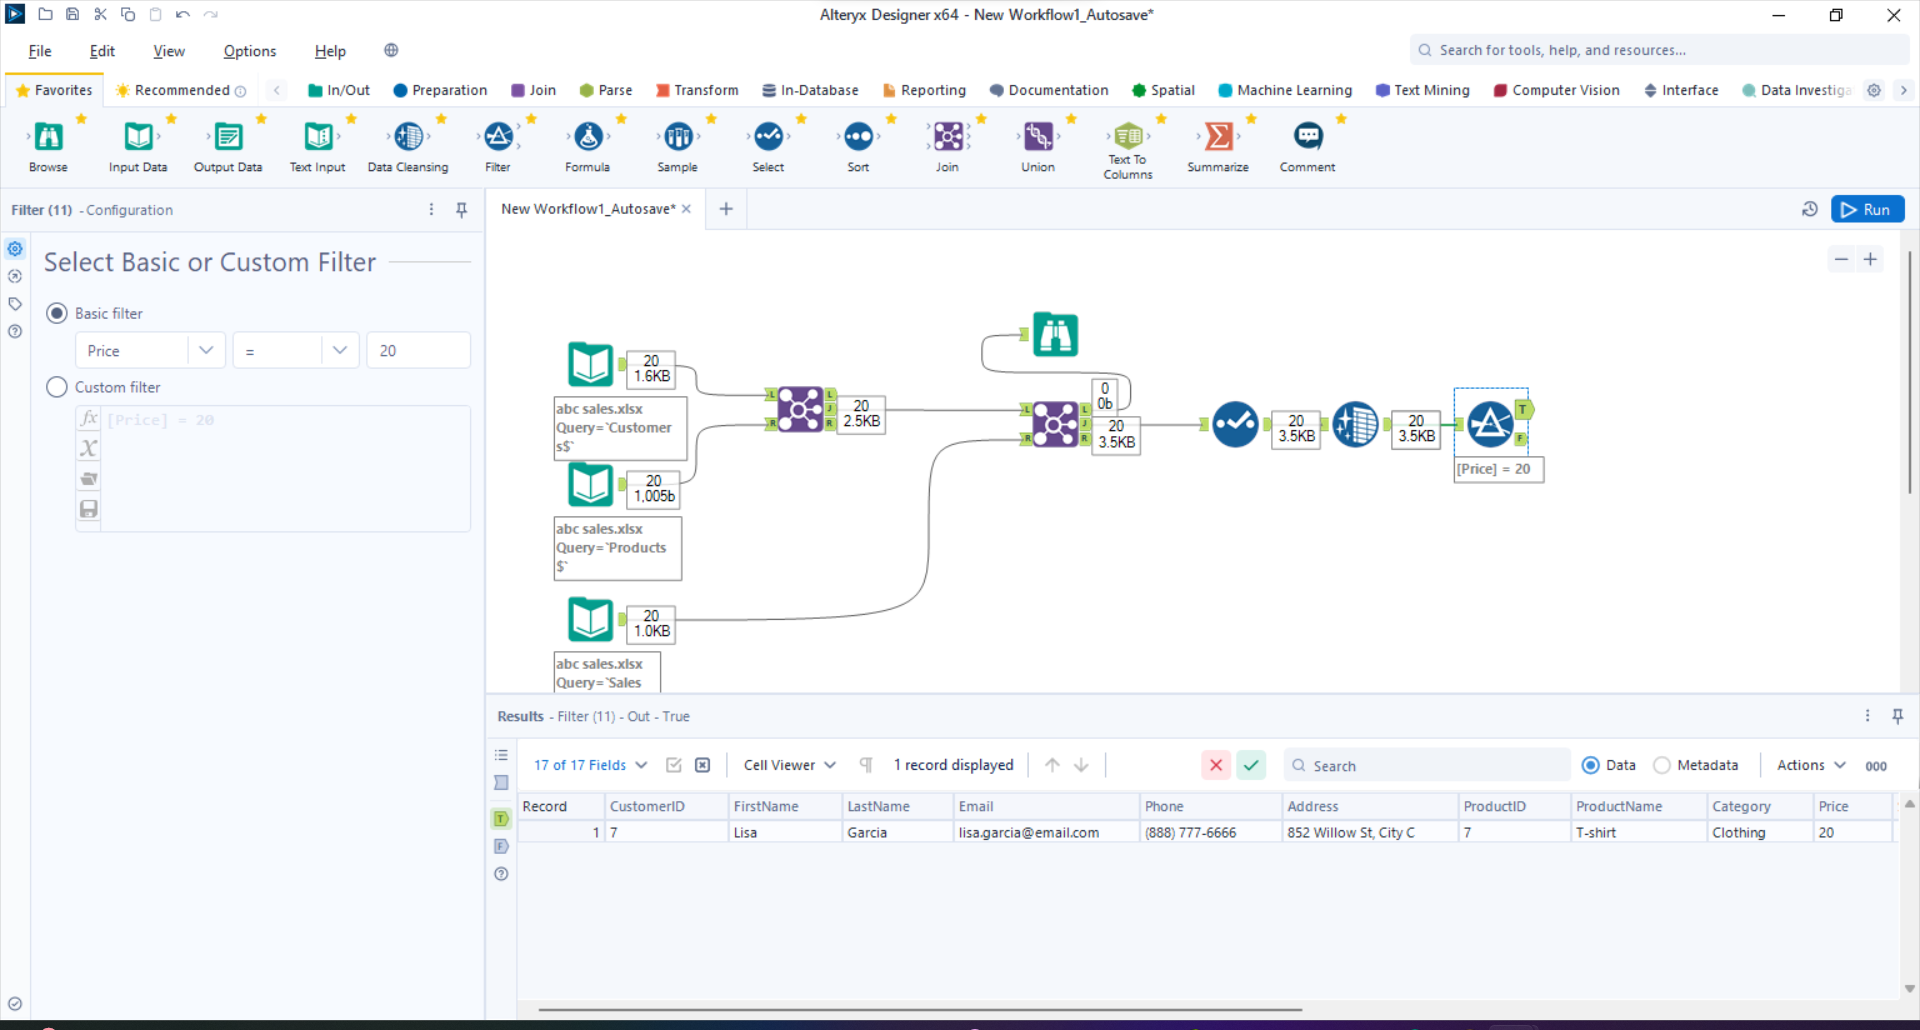 Alteryx Designer x64 - New Workflow1_Autosave*
File Edit View Options Help
Search for tools, help, and resources...
Favorites Recommended In/Out Preparation Join Parse Transform In-Database Reporting Documentation Spatial Machine Learning Text Mining Computer Vision Interface Data Investiga
Browse Input Data Output Data Text Input Data Cleansing Filter Formula Sample Select Sort Join Union Text To Columns Summarize Comment
Filter (11) - Configuration
New Workflow1_Autosave*
Run
Select Basic or Custom Filter
Basic filter
Price = 20
Custom filter
fx [Price] = 20
X
20
1.6KB
abc sales.xlsx
Query=`Customer
s$`
20
1,005b
abc sales.xlsx
Query=`Products
$`
20
1.0KB
abc sales.xlsx
Query=`Sales
L
R
L
J
R
20
2.5KB
L
R
L
J
R
0
0b
20
3.5KB
20
3.5KB
20
3.5KB
T
F
[Price] = 20
Results - Filter (11) - Out - True
17 of 17 Fields Cell Viewer 1 record displayed Search Data Metadata Actions 000
T
F
Record CustomerID FirstName LastName Email Phone Address ProductID ProductName Category Price
1 7 Lisa Garcia lisa.garcia@email.com (888) 777-6666 852 Willow St, City C 7 T-shirt Clothing 20